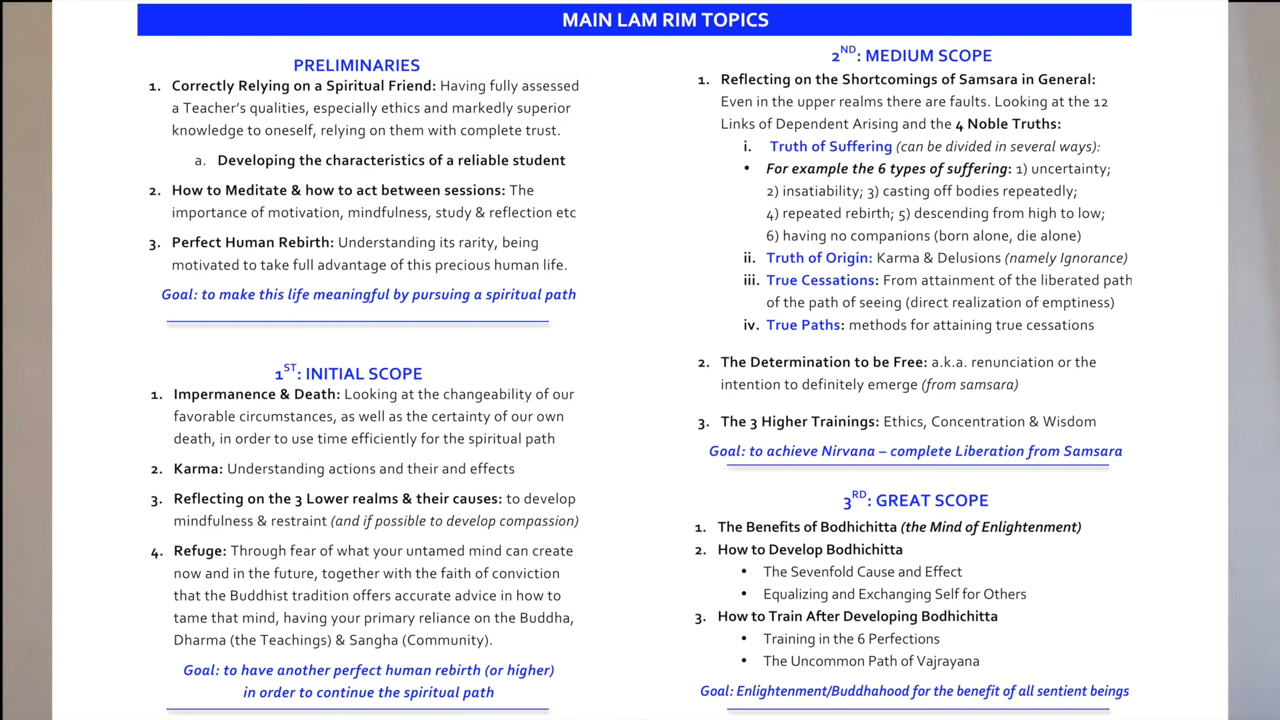 MAIN LAM RIM TOPICS
PRELIMINARIES
1. Correctly Relying on a Spiritual Friend: Having fully assessed
a Teacher's qualities, especially ethics and markedly superior
knowledge to oneself, relying on them with complete trust.
a. Developing the characteristics of a reliable student
2. How to Meditate & how to act between sessions: The
importance of motivation, mindfulness, study & reflection etc
3. Perfect Human Rebirth: Understanding its rarity, being
motivated to take full advantage of this precious human life.
Goal: to make this life meaningful by pursuing a spiritual path
1ST: INITIAL SCOPE
1. Impermanence & Death: Looking at the changeability of our
favorable circumstances, as well as the certainty of our own
death, in order to use time efficiently for the spiritual path
2. Karma: Understanding actions and their and effects
3. Reflecting on the 3 Lower realms & their causes: to develop
mindfulness & restraint (and if possible to develop compassion)
4. Refuge: Through fear of what your untamed mind can create
now and in the future, together with the faith of conviction
that the Buddhist tradition offers accurate advice in how to
tame that mind, having your primary reliance on the Buddha,
Dharma (the Teachings) & Sangha (Community).
Goal: to have another perfect human rebirth (or higher)
in order to continue the spiritual path
2ND: MEDIUM SCOPE
1. Reflecting on the Shortcomings of Samsara in General:
Even in the upper realms there are faults. Looking at the 12
Links of Dependent Arising and the 4 Noble Truths:
i. Truth of Suffering (can be divided in several ways):
• For example the 6 types of suffering: 1) uncertainty;
2) insatiability; 3) casting off bodies repeatedly;
4) repeated rebirth; 5) descending from high to low;
6) having no companions (born alone, die alone)
ii. Truth of Origin: Karma & Delusions (namely Ignorance)
iii. True Cessations: From attainment of the liberated path
of the path of seeing (direct realization of emptiness)
iv. True Paths: methods for attaining true cessations
2. The Determination to be Free: a.k.a. renunciation or the
intention to definitely emerge (from samsara)
3. The 3 Higher Trainings: Ethics, Concentration & Wisdom
Goal: to achieve Nirvana – complete Liberation from Samsara
3RD: GREAT SCOPE
1. The Benefits of Bodhichitta (the Mind of Enlightenment)
2. How to Develop Bodhichitta
• The Sevenfold Cause and Effect
• Equalizing and Exchanging Self for Others
3. How to Train After Developing Bodhichitta
• Training in the 6 Perfections
• The Uncommon Path of Vajrayana
Goal: Enlightenment/Buddhahood for the benefit of all sentient beings